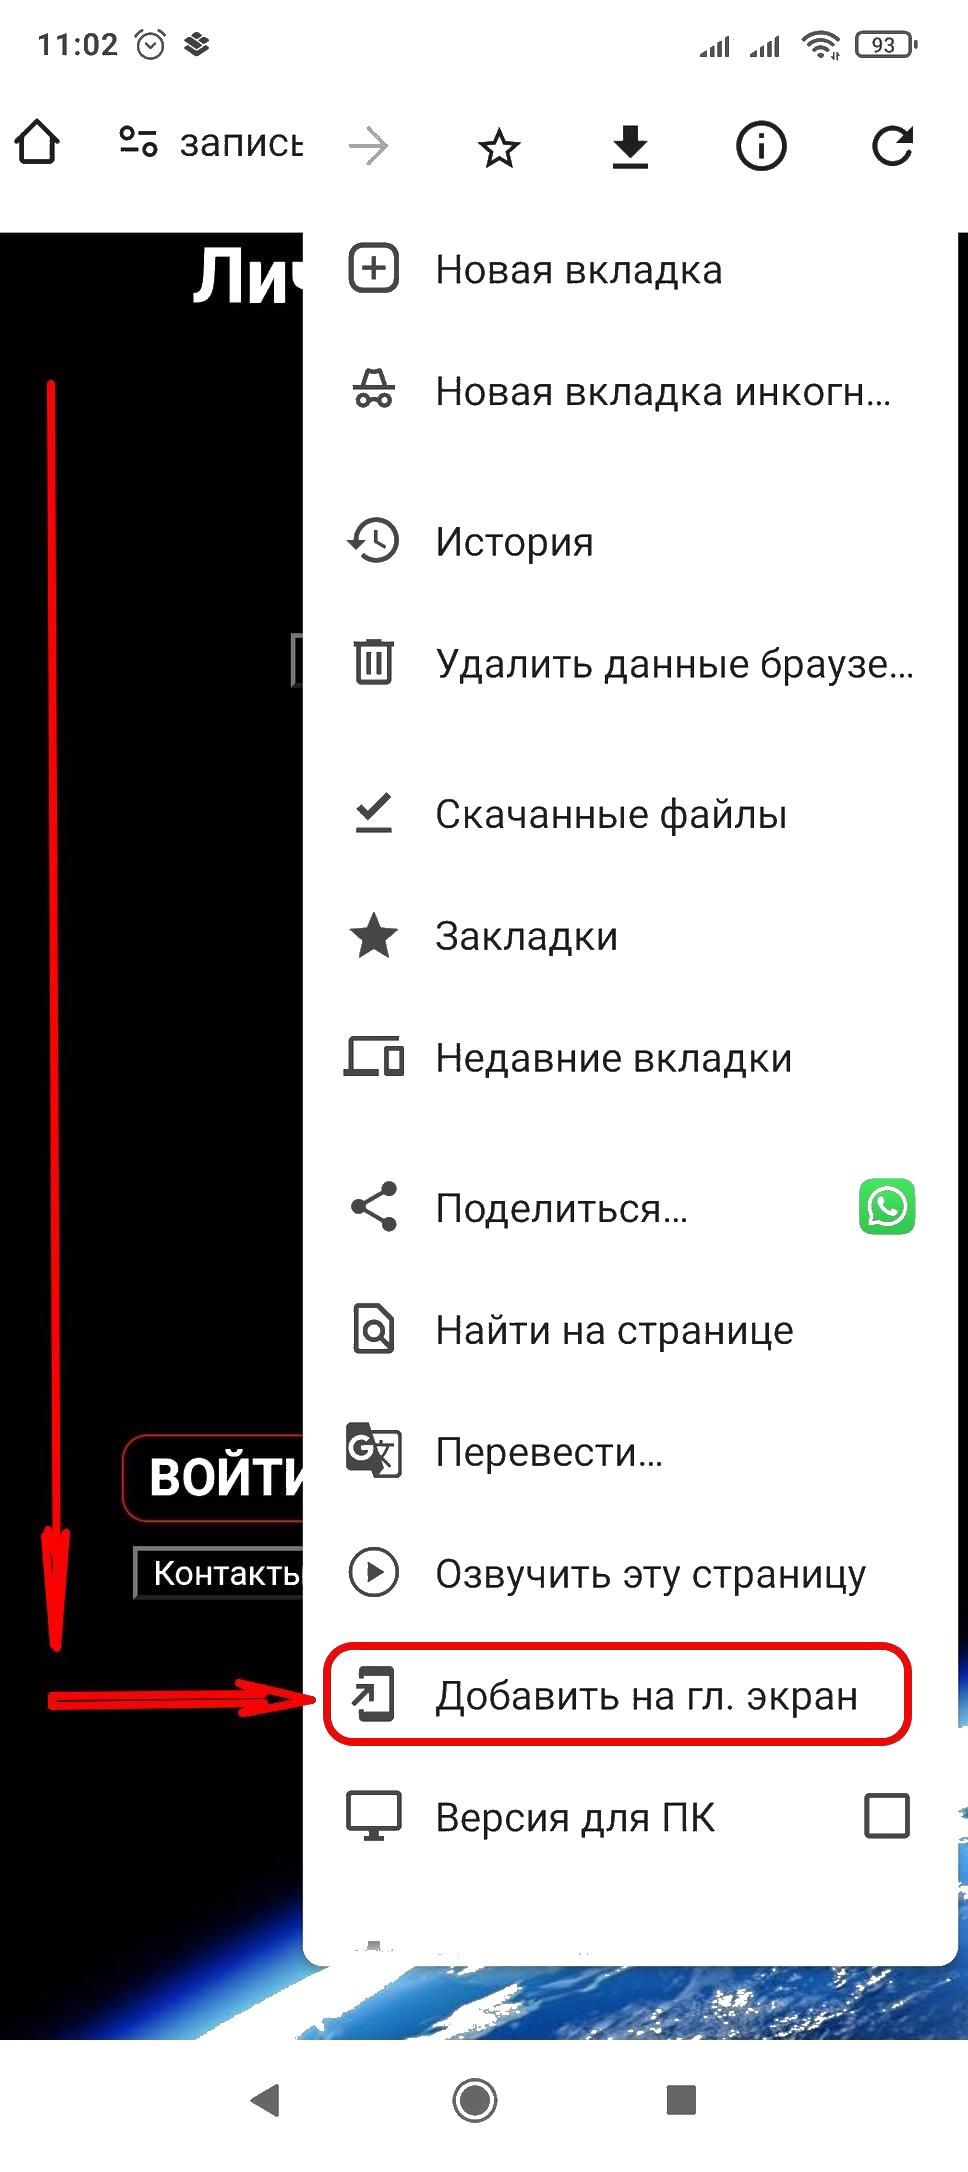 11:02
93
запись
Лич
Новая вкладка
Новая вкладка инкогн...
История
Удалить данные браузе...
Скачанные файлы
Закладки
Недавние вкладки
Поделиться...
Найти на странице
Перевести...
ВОЙТИ
Озвучить эту страницу
Контакты
Добавить на гл. экран
Версия для ПК